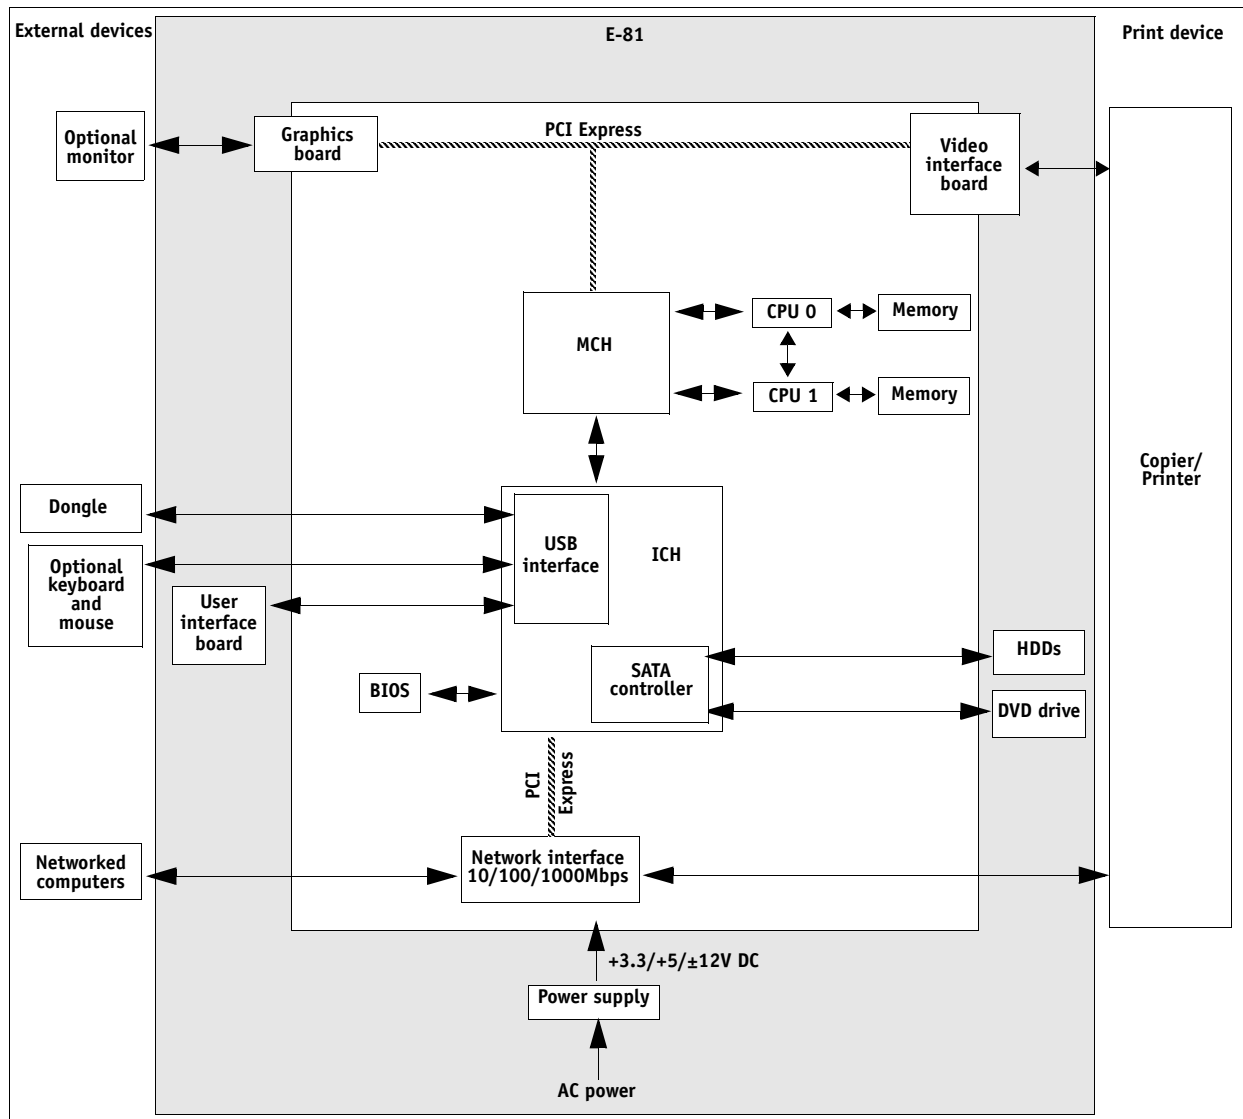 External devices
E-81
Print device
Optional
monitor
Graphics
board
PCI Express
Video
interface
board
MCH
CPU 0
Memory
CPU 1
Memory
Copier/
Printer
Dongle
USB
interface
ICH
Optional
keyboard
and
mouse
User
interface
board
HDDs
SATA
controller
BIOS
DVD drive
PCI
Express
Networked
computers
Network interface
10/100/1000Mbps
+3.3/+5/±12V DC
Power supply
AC power